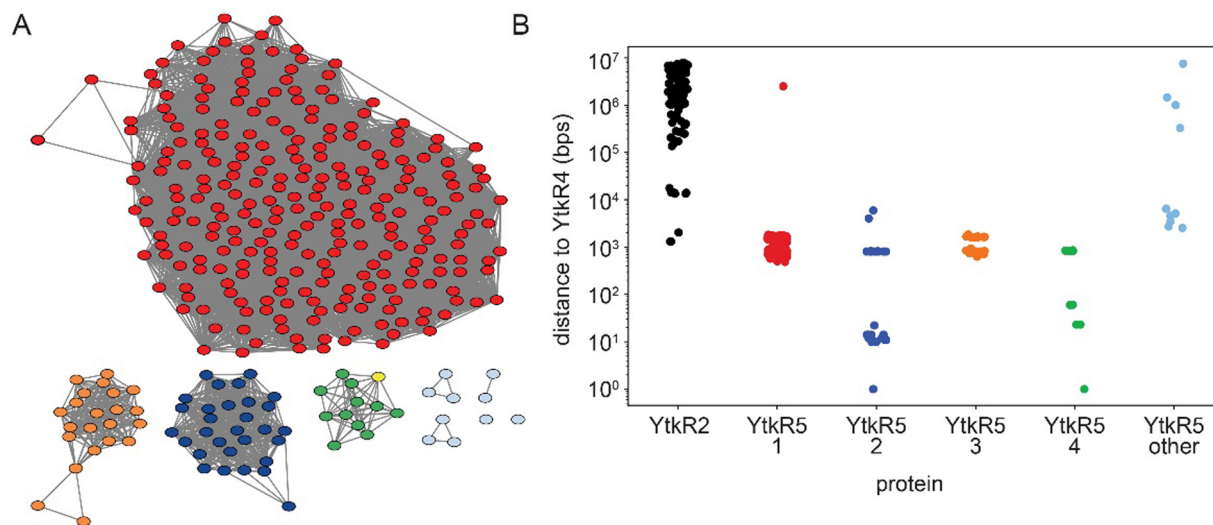 A
B
distance to YtkR4 (bps)
10⁷
10⁶
10⁵
10⁴
10³
10²
10¹
10⁰
YtkR2 YtkR5 YtkR5 YtkR5 YtkR5 YtkR5
1 2 3 4 other
protein